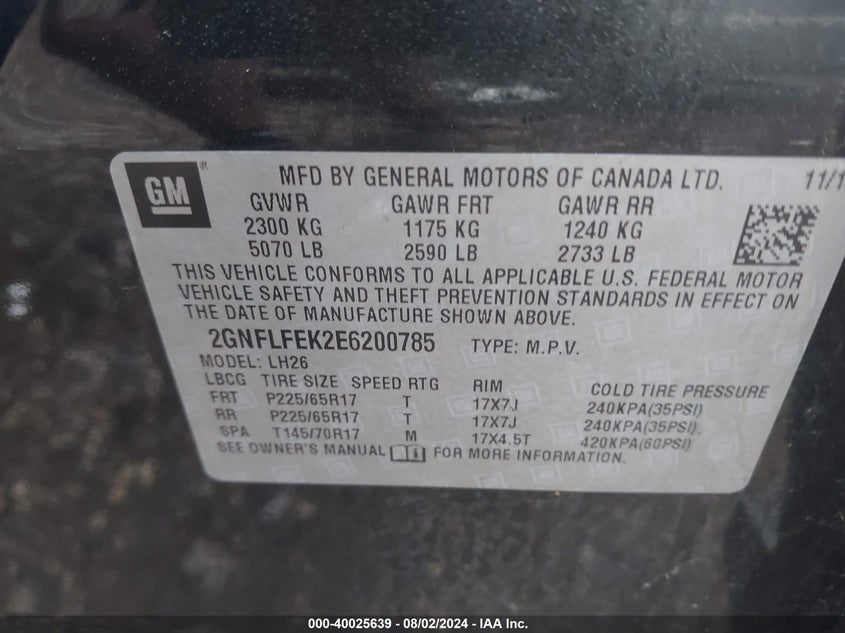 GM ®
MFD BY GENERAL MOTORS OF CANADA LTD. 11/1
GVWR GAWR FRT GAWR RR
2300 KG 1175 KG 1240 KG
5070 LB 2590 LB 2733 LB
THIS VEHICLE CONFORMS TO ALL APPLICABLE U.S. FEDERAL MOTOR
VEHICLE SAFETY AND THEFT PREVENTION STANDARDS IN EFFECT ON
THE DATE OF MANUFACTURE SHOWN ABOVE.
2GNFLFEK2E6200785 TYPE: M.P.V.
MODEL: LH26
LBCG TIRE SIZE SPEED RTG RIM COLD TIRE PRESSURE
FRT P225/65R17 T 17X7J 240KPA(35PSI)
RR P225/65R17 T 17X7J 240KPA(35PSI)
SPA T145/70R17 M 17X4.5T 420KPA(60PSI)
SEE OWNER'S MANUAL FOR MORE INFORMATION.
000-40025639 - 08/02/2024 - IAA Inc.